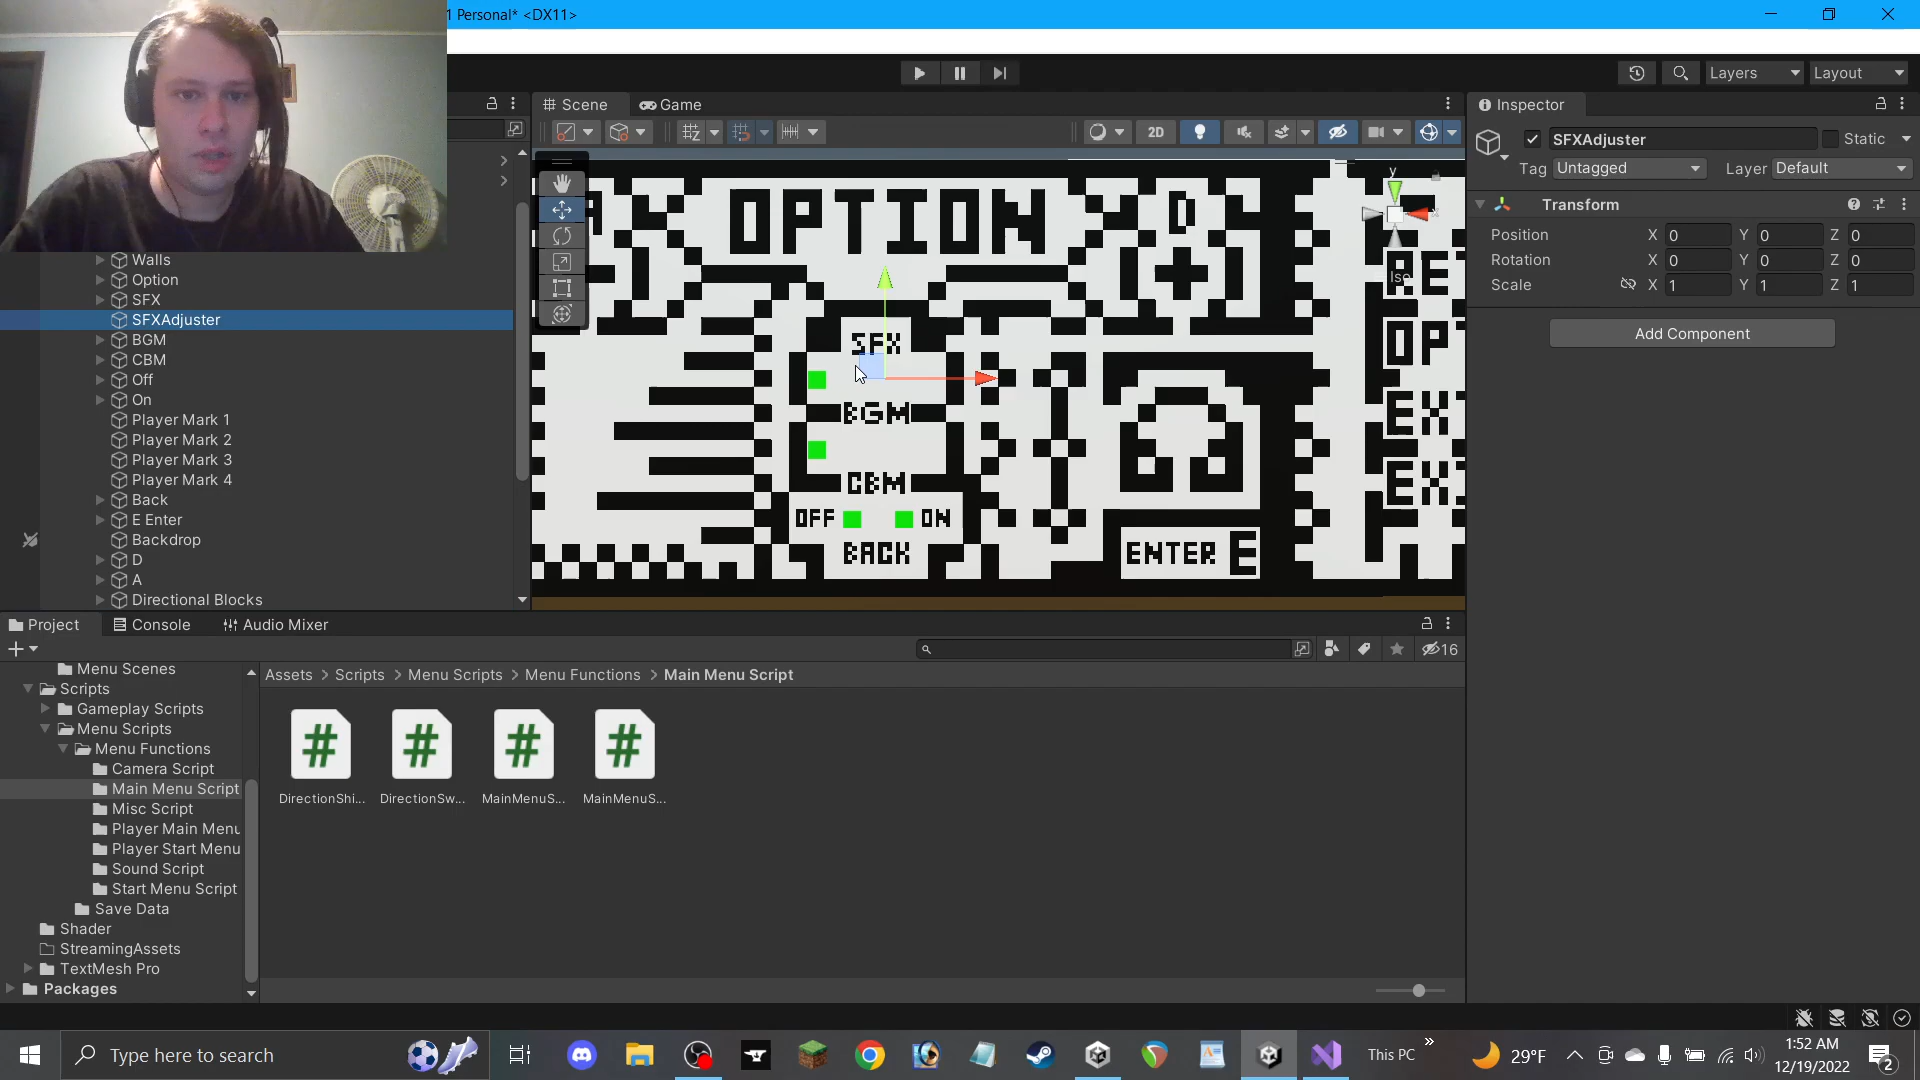 1 Personal* <DX11>
Layers
Layout
Scene
Game
2D
Inspector
SFXAdjuster
Static
Tag
Untagged
Layer
Default
Transform
Position X 0 Y 0 Z 0
Rotation X 0 Y 0 Z 0
Scale X 1 Y 1 Z 1
Add Component
Walls
Option
SFX
SFXAdjuster
BGM
CBM
Off
On
Player Mark 1
Player Mark 2
Player Mark 3
Player Mark 4
Back
E Enter
Backdrop
D
A
Directional Blocks
OPTION
D
y
Iso
SFX
BGM
CBM
OFF
ON
BACK
ENTER E
Project
Console
Audio Mixer
16
Menu Scenes
Scripts
Gameplay Scripts
Menu Scripts
Menu Functions
Camera Script
Main Menu Script
Misc Script
Player Main Menu
Player Start Menu
Sound Script
Start Menu Script
Save Data
Shader
StreamingAssets
TextMesh Pro
Packages
Assets > Scripts > Menu Scripts > Menu Functions > Main Menu Script
DirectionShi...
DirectionSw...
MainMenuS...
MainMenuS...
Type here to search
This PC
29°F
1:52 AM
12/19/2022
2